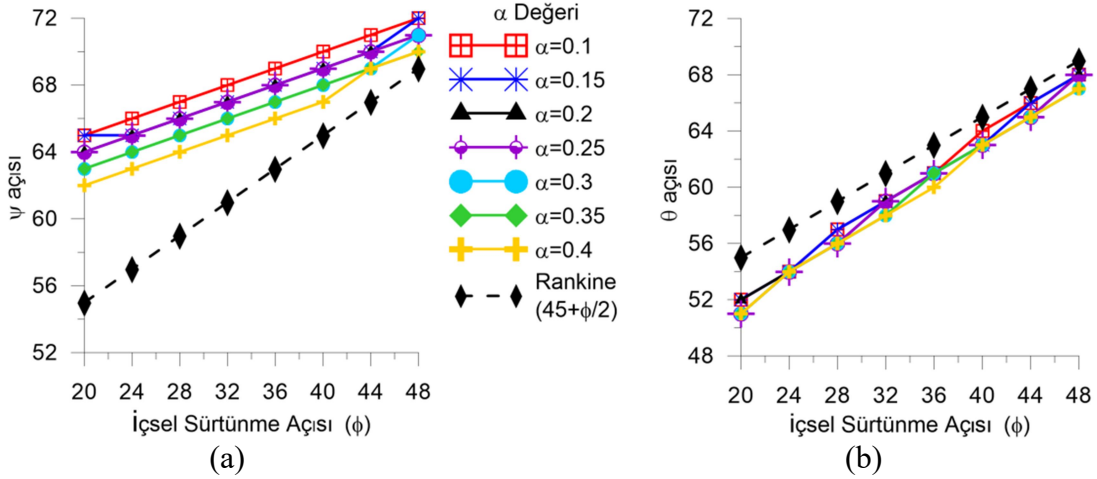 72
68
64
60
56
52
ψ açısı
20 24 28 32 36 40 44 48
İçsel Sürtünme Açısı (ϕ)
(a)
α Değeri
α=0.1
α=0.15
α=0.2
α=0.25
α=0.3
α=0.35
α=0.4
Rankine
(45+ϕ/2)
72
68
64
60
56
52
48
θ açısı
20 24 28 32 36 40 44 48
İçsel Sürtünme Açısı (ϕ)
(b)